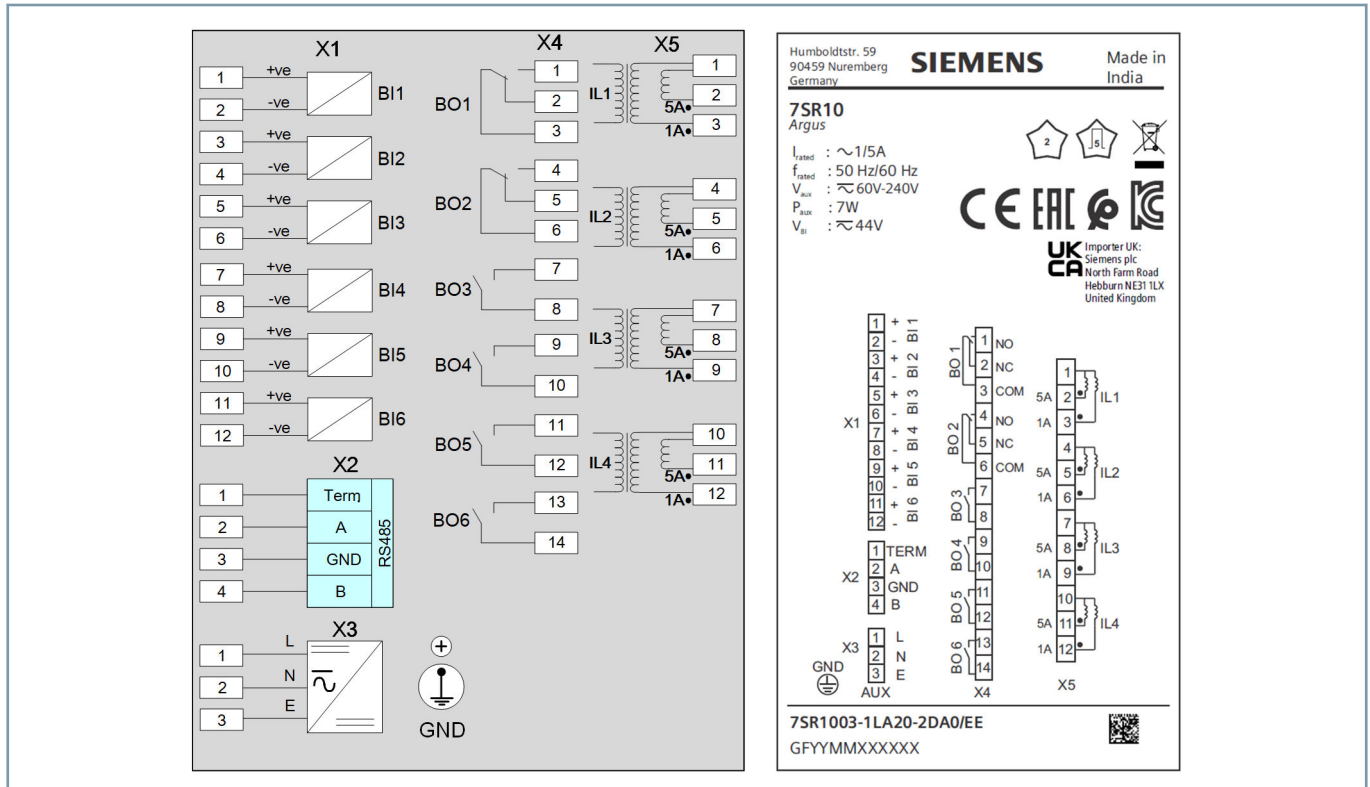 X1
1 +ve
2 -ve
BI1
3 +ve
4 -ve
BI2
5 +ve
6 -ve
BI3
7 +ve
8 -ve
BI4
9 +ve
10 -ve
BI5
11 +ve
12 -ve
BI6
X2
1 Term
2 A
3 GND
4 B
RS485
X3
1 L
2 N
3 E
GND
X4
BO1
1
2
3
BO2
4
5
6
BO3
7
8
BO4
9
10
BO5
11
12
BO6
13
14
X5
IL1
1
2
5A
3
1A
IL2
4
5
5A
6
1A
IL3
7
8
5A
9
1A
IL4
10
11
5A
12
1A
Humboldtstr. 59
90459 Nuremberg
Germany
SIEMENS
Made in
India
7SR10
Argus
Irated : ~1/5A
frated : 50 Hz/60 Hz
Vaux : 60V-240V
Paux : 7W
VBI : 44V
2
5
CE EAC
UK
CA
Importer UK:
Siemens plc
North Farm Road
Hebburn NE31 1LX
United Kingdom
X1
1 + BI 1
2 -
3 + BI 2
4 -
5 + BI 3
6 -
7 + BI 4
8 -
9 + BI 5
10 -
11 + BI 6
12 -
X2
1 TERM
2 A
3 GND
4 B
X3
1 L
2 N
3 E
GND
AUX
BO 1
1 NO
2 NC
3 COM
BO 2
4 NO
5 NC
6 COM
BO 3
7
8
BO 4
9
10
BO 5
11
12
BO 6
13
14
X4
1
5A 2 IL1
1A 3
4
5A 5 IL2
1A 6
7
5A 8 IL3
1A 9
10
5A 11 IL4
1A 12
X5
7SR1003-1LA20-2DA0/EE
GFYYMMXXXXXX